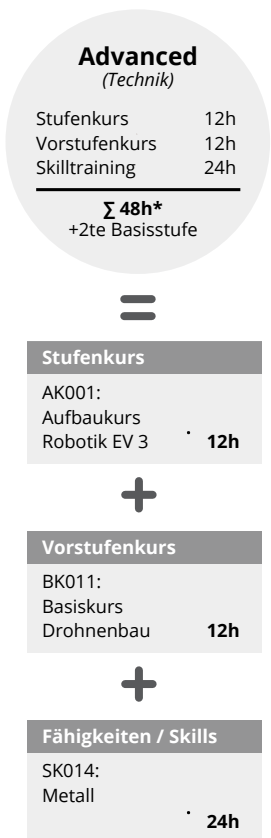 Advanced
(Technik)
Stufenkurs 12h
Vorstufenkurs 12h
Skilltraining 24h
∑ 48h*
+2te Basisstufe
=
Stufenkurs
AK001:
Aufbaukurs
Robotik EV 3 12h
+
Vorstufenkurs
BK011:
Basiskurs
Drohnenbau 12h
+
Fähigkeiten / Skills
SK014:
Metall
24h